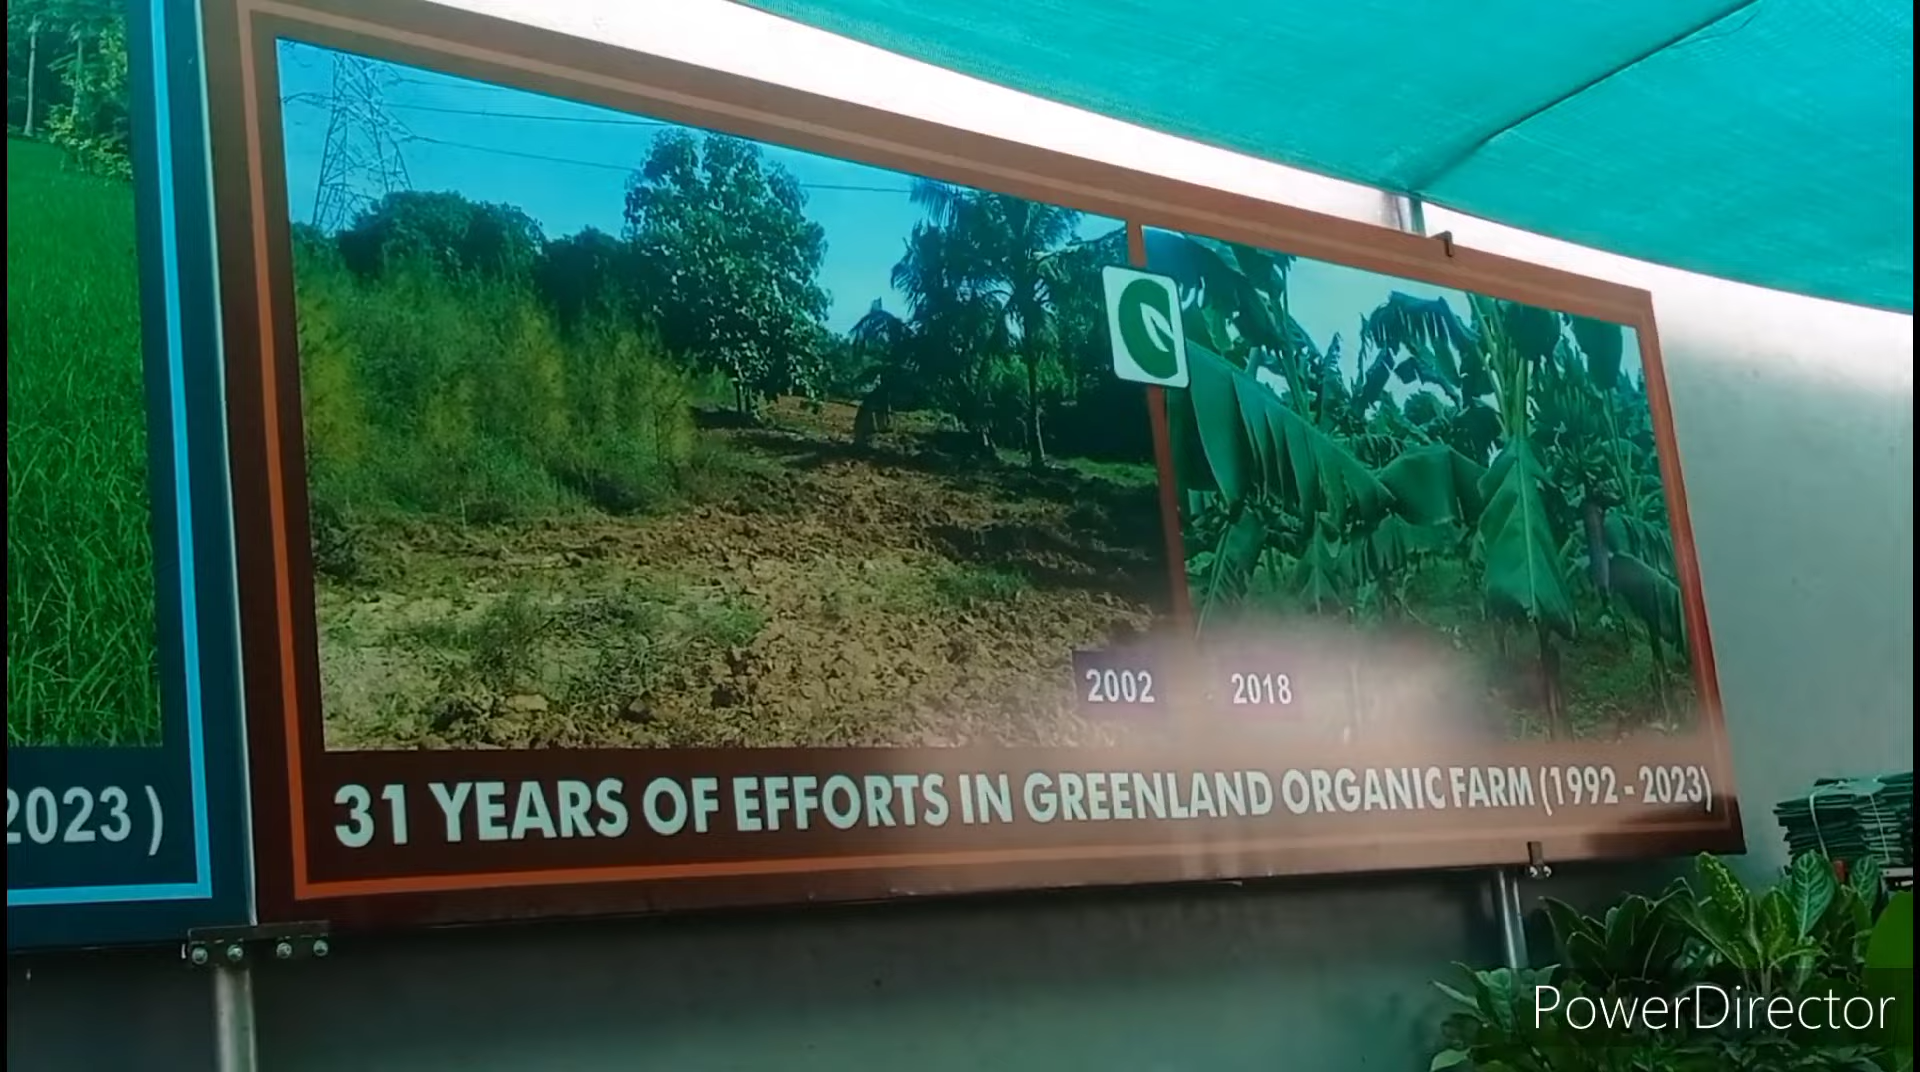 2002
2018
2023)
31 YEARS OF EFFORTS IN GREENLAND ORGANIC FARM (1992 - 2023)
PowerDirector